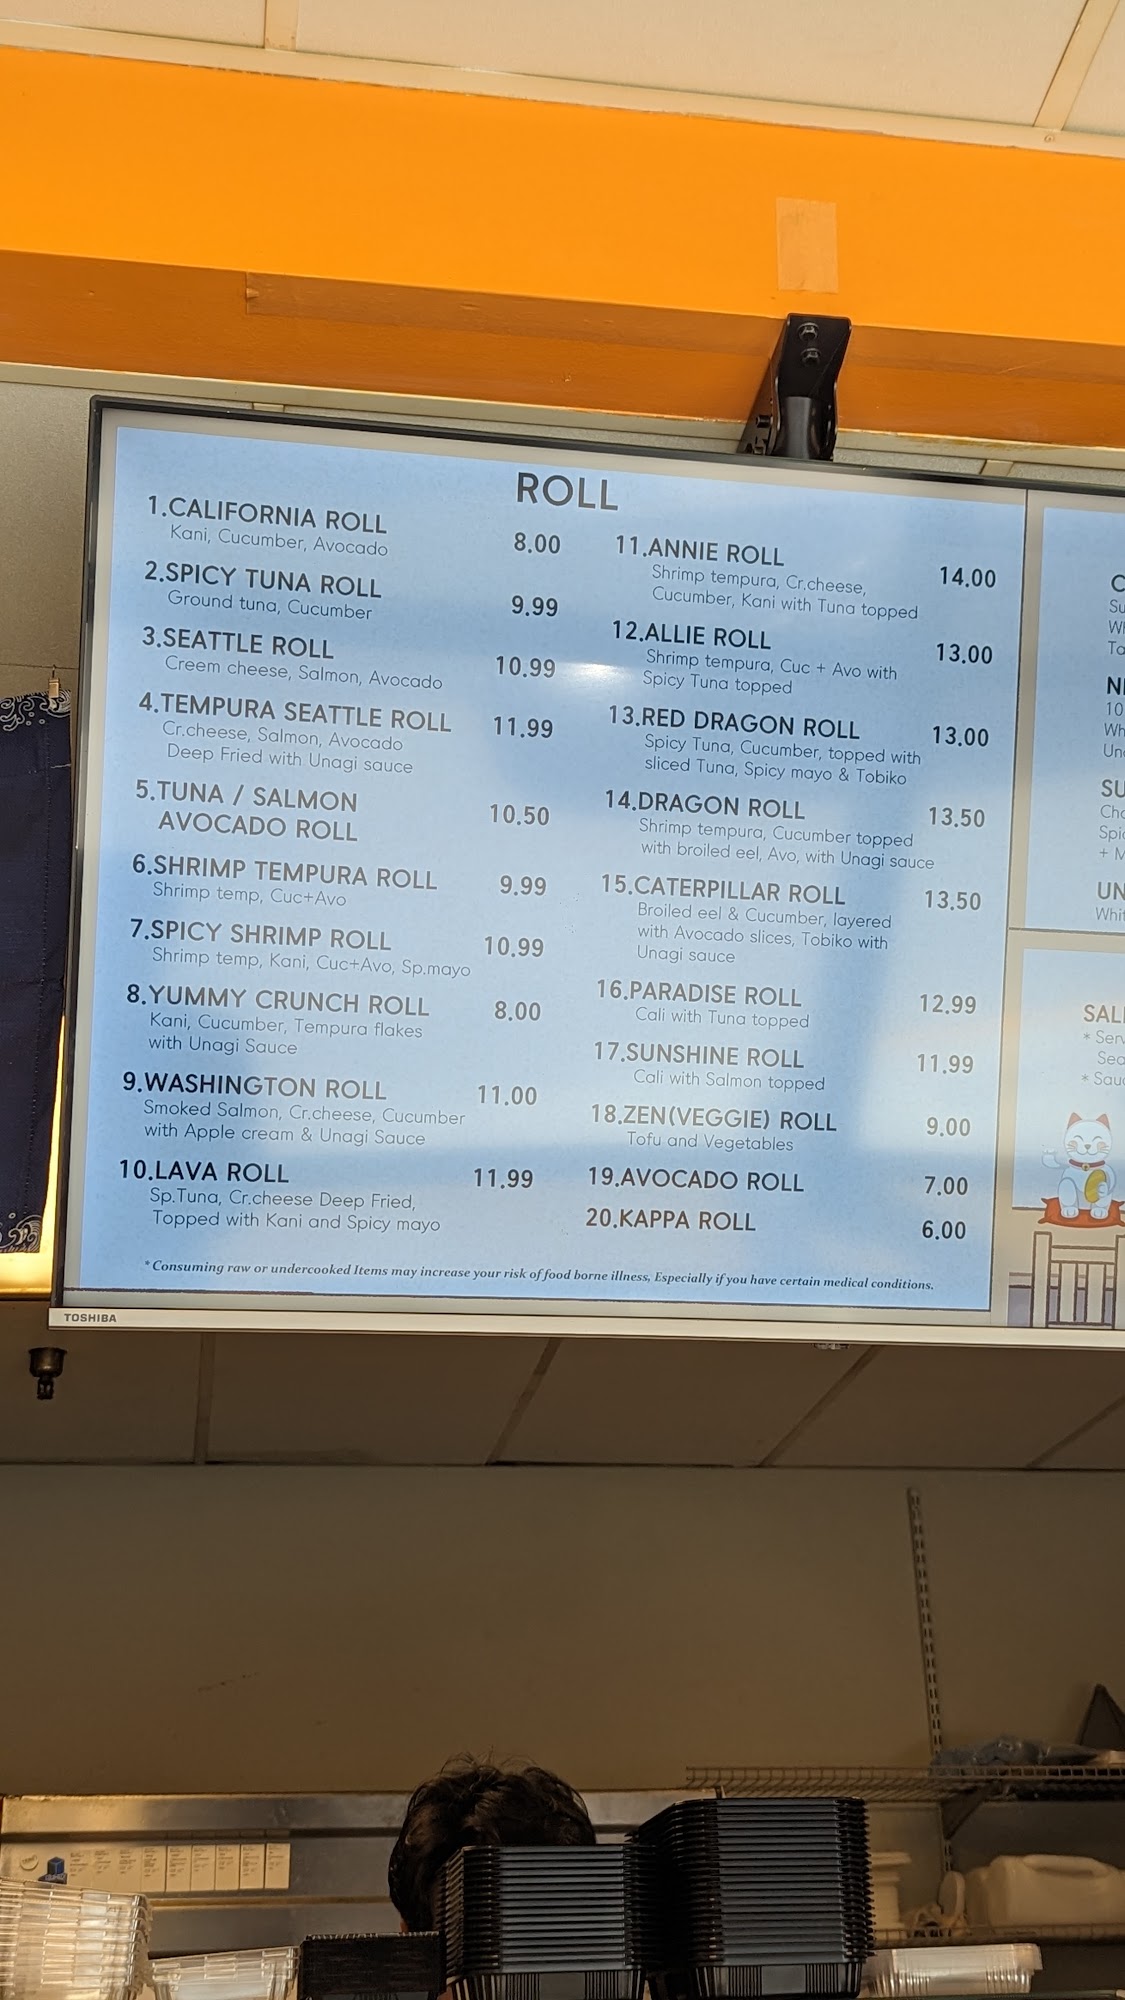 ROLL
1.CALIFORNIA ROLL 8.00
Kani, Cucumber, Avocado
2.SPICY TUNA ROLL 9.99
Ground tuna, Cucumber
3.SEATTLE ROLL 10.99
Creem cheese, Salmon, Avocado
4.TEMPURA SEATTLE ROLL 11.99
Cr.cheese, Salmon, Avocado
Deep Fried with Unagi sauce
5.TUNA / SALMON
AVOCADO ROLL 10.50
6.SHRIMP TEMPURA ROLL 9.99
Shrimp temp, Cuc+Avo
7.SPICY SHRIMP ROLL 10.99
Shrimp temp, Kani, Cuc+Avo, Sp.mayo
8.YUMMY CRUNCH ROLL 8.00
Kani, Cucumber, Tempura flakes
with Unagi Sauce
9.WASHINGTON ROLL 11.00
Smoked Salmon, Cr.cheese, Cucumber
with Apple cream & Unagi Sauce
10.LAVA ROLL 11.99
Sp.Tuna, Cr.cheese Deep Fried,
Topped with Kani and Spicy mayo
11.ANNIE ROLL 14.00
Shrimp tempura, Cr.cheese,
Cucumber, Kani with Tuna topped
12.ALLIE ROLL 13.00
Shrimp tempura, Cuc + Avo with
Spicy Tuna topped
13.RED DRAGON ROLL 13.00
Spicy Tuna, Cucumber, topped with
sliced Tuna, Spicy mayo & Tobiko
14.DRAGON ROLL 13.50
Shrimp tempura, Cucumber topped
with broiled eel, Avo, with Unagi sauce
15.CATERPILLAR ROLL 13.50
Broiled eel & Cucumber, layered
with Avocado slices, Tobiko with
Unagi sauce
16.PARADISE ROLL 12.99
Cali with Tuna topped
17.SUNSHINE ROLL 11.99
Cali with Salmon topped
18.ZEN(VEGGIE) ROLL 9.00
Tofu and Vegetables
19.AVOCADO ROLL 7.00
20.KAPPA ROLL 6.00
*Consuming raw or undercooked Items may increase your risk of food borne illness, Especially if you have certain medical conditions.
TOSHIBA